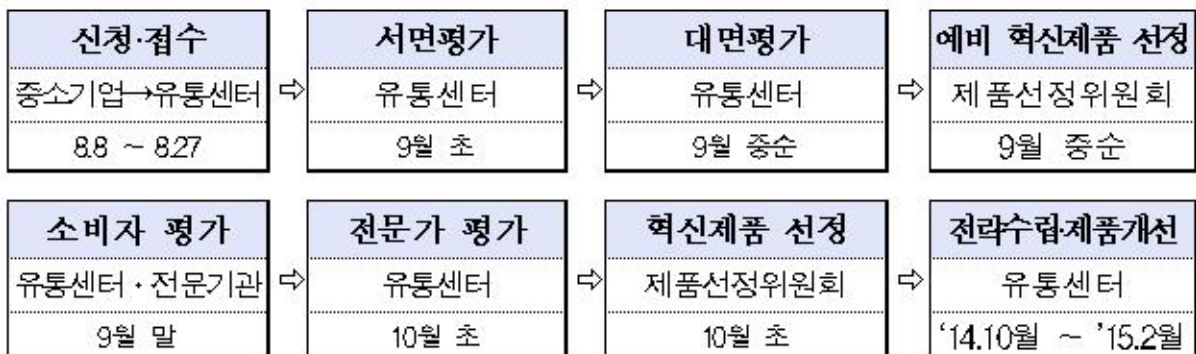 신청·접수
중소기업→유통센터
8.8 ~ 8.27
⇨
서면평가
유통센터
9월 초
⇨
대면평가
유통센터
9월 중순
⇨
예비 혁신제품 선정
제품선정위원회
9월 중순
소비자 평가
유통센터·전문기관
9월 말
⇨
전문가 평가
유통센터
10월 초
⇨
혁신제품 선정
제품선정위원회
10월 초
⇨
전략수립·제품개선
유통센터
‘14.10월 ~ ’15.2월